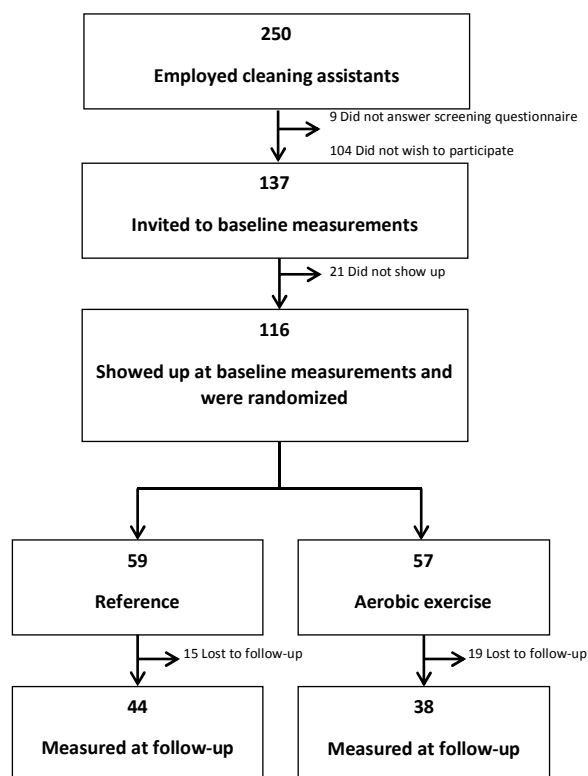 250
Employed cleaning assistants
9 Did not answer screening questionnaire
104 Did not wish to participate
137
Invited to baseline measurements
21 Did not show up
116
Showed up at baseline measurements and
were randomized
59
Reference
57
Aerobic exercise
15 Lost to follow-up
19 Lost to follow-up
44
Measured at follow-up
38
Measured at follow-up